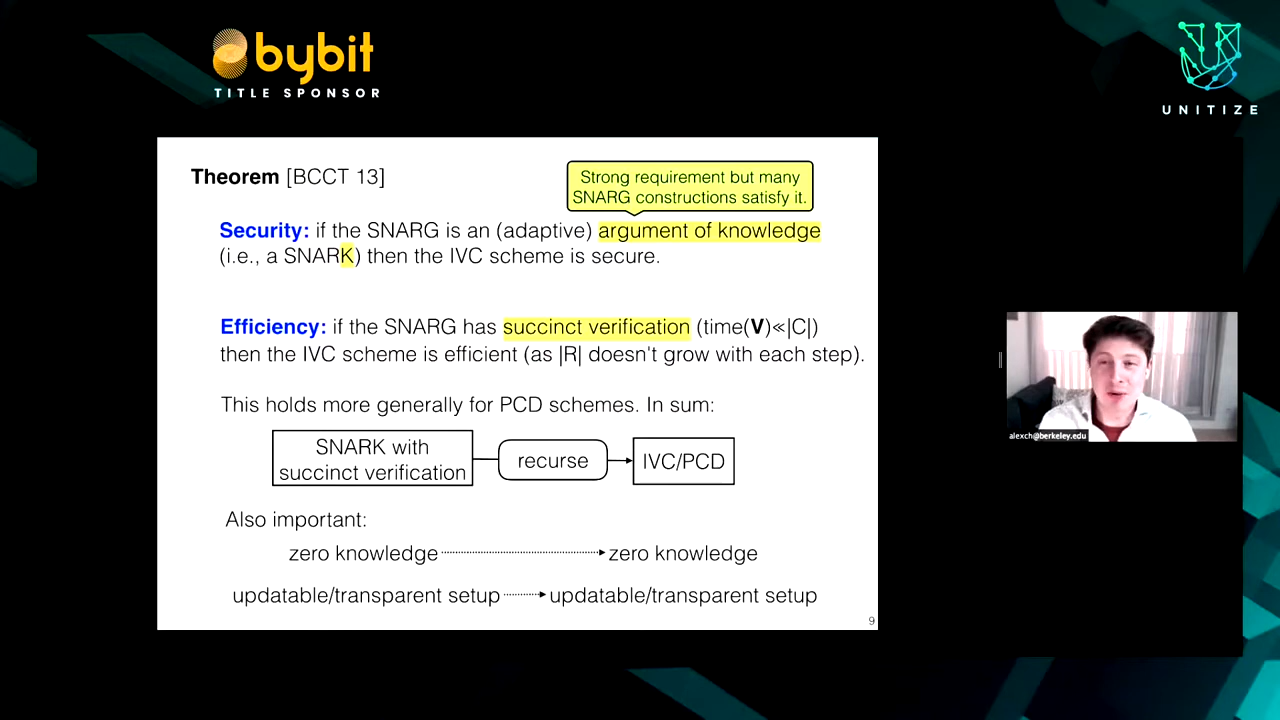 bybit
TITLE SPONSOR
UNITIZE
Theorem [BCCT 13]
Strong requirement but many
SNARG constructions satisfy it.
Security: if the SNARG is an (adaptive) argument of knowledge
(i.e., a SNARK) then the IVC scheme is secure.
Efficiency: if the SNARG has succinct verification (time(V)≪|C|)
then the IVC scheme is efficient (as |R| doesn't grow with each step).
This holds more generally for PCD schemes. In sum:
SNARK with
succinct verification
recurse
IVC/PCD
Also important:
zero knowledge
zero knowledge
updatable/transparent setup
updatable/transparent setup
9
alexch@berkeley.edu